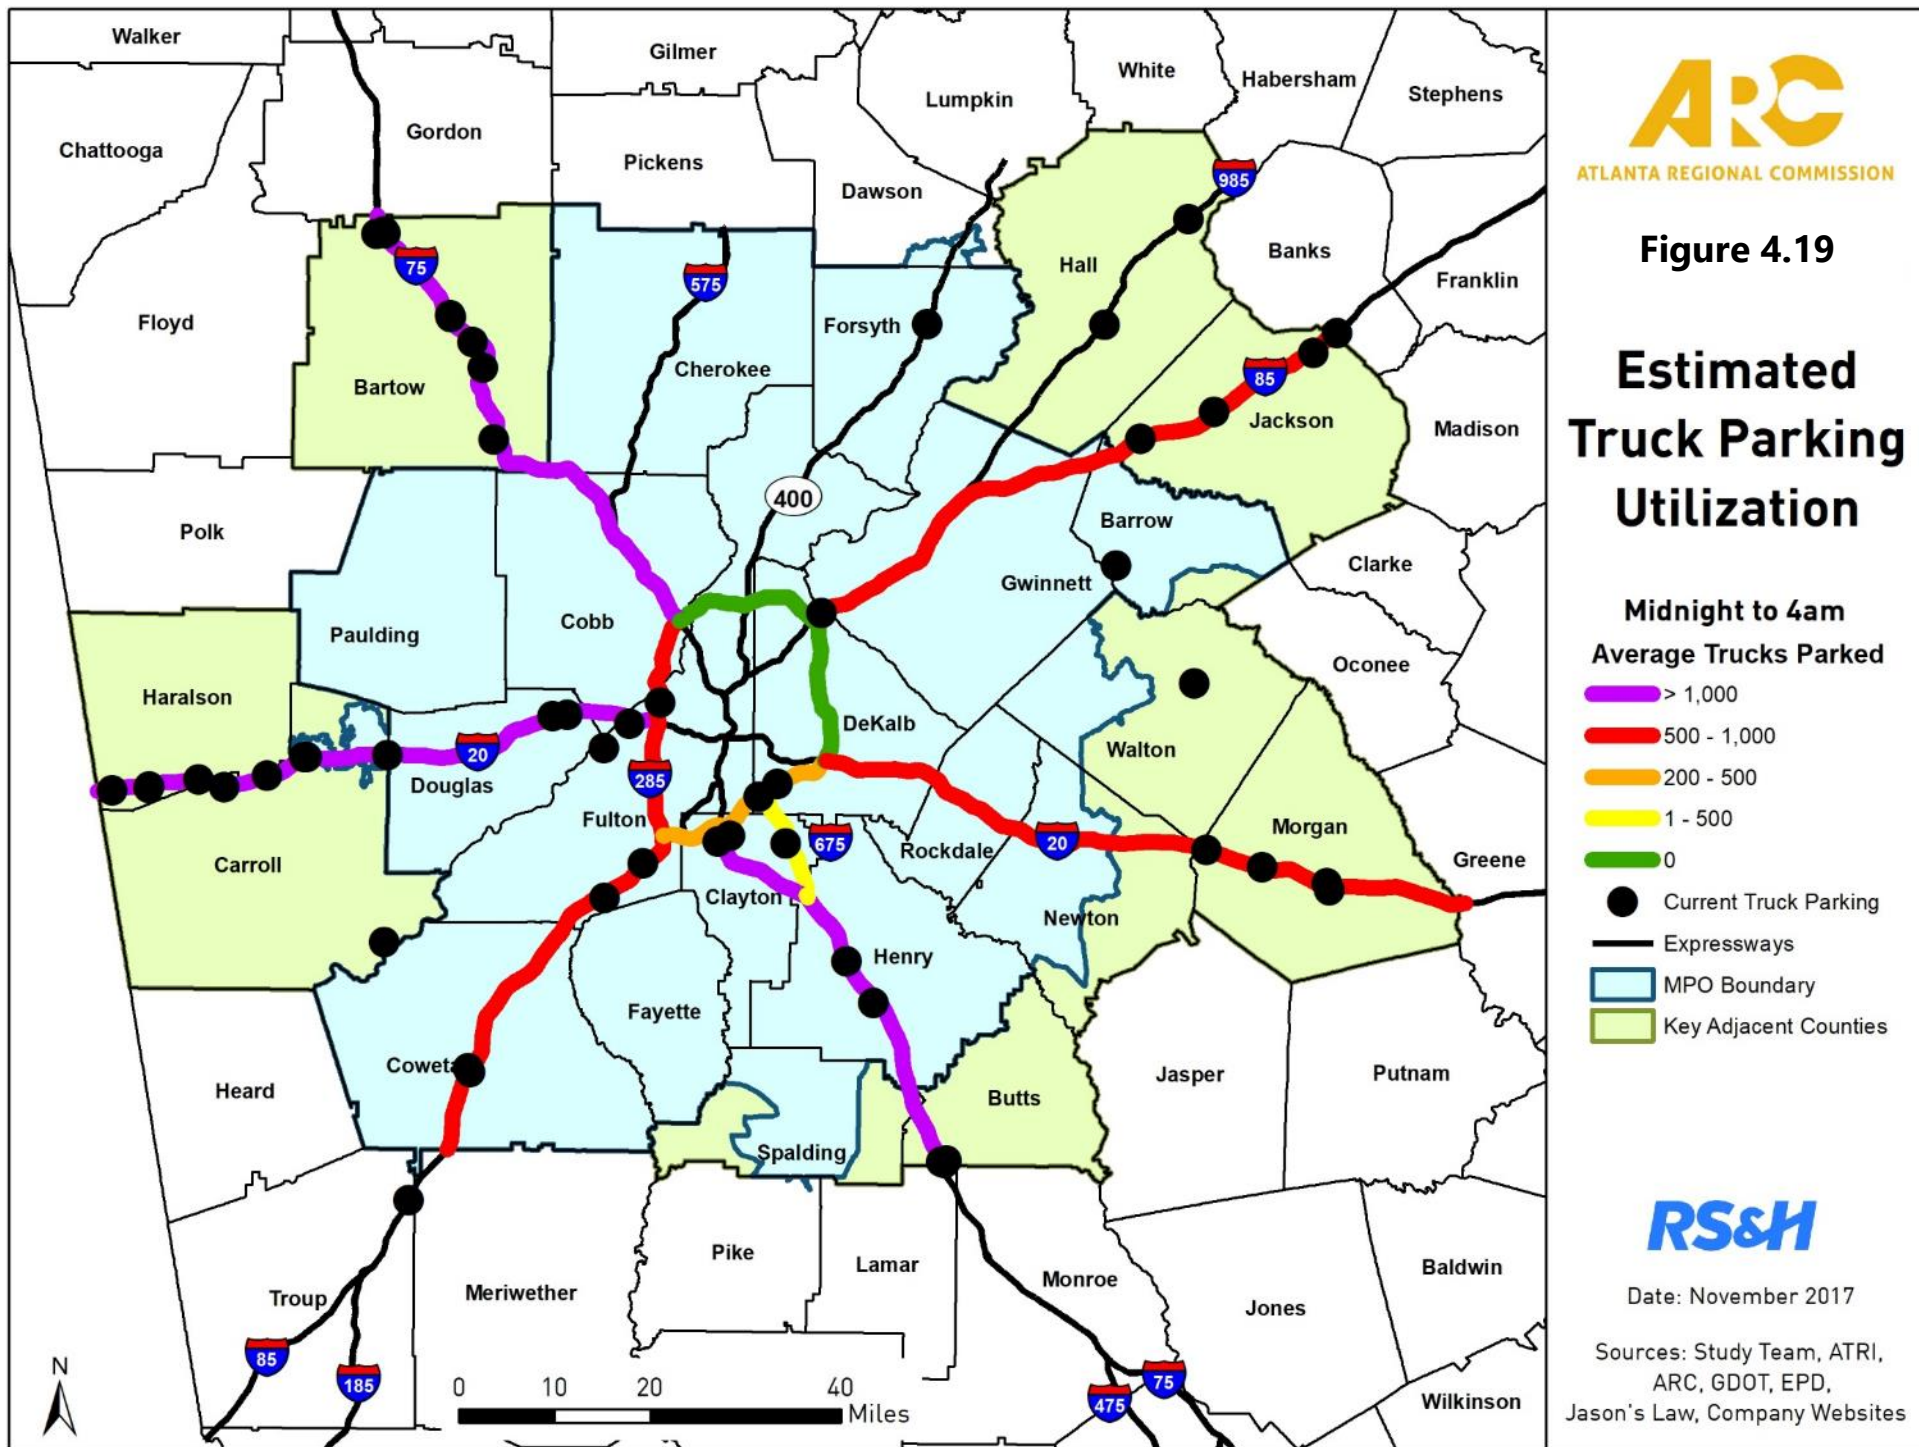 Walker
Gilmer
White
Habersham
Stephens
Lumpkin
Gordon
Chattooga
Pickens
Dawson
985
Banks
Hall
Franklin
75
575
Floyd
Forsyth
Cherokee
85
Bartow
Jackson
Madison
400
Polk
Barrow
Clarke
Gwinnett
Cobb
Paulding
Oconee
Haralson
DeKalb
Walton
20
Douglas
285
Fulton
Morgan
675
20
Rockdale
Greene
Carroll
Clayton
Newton
Henry
Fayette
Coweta
Heard
Jasper
Putnam
Butts
Spalding
Pike
Lamar
Monroe
Baldwin
Troup
Meriwether
Jones
85
185
75
475
Wilkinson
N
0 10 20 40
Miles
ARC
ATLANTA REGIONAL COMMISSION
Figure 4.19
Estimated
Truck Parking
Utilization
Midnight to 4am
Average Trucks Parked
> 1,000
500 - 1,000
200 - 500
1 - 500
0
Current Truck Parking
Expressways
MPO Boundary
Key Adjacent Counties
RS&H
Date: November 2017
Sources: Study Team, ATRI,
ARC, GDOT, EPD,
Jason's Law, Company Websites